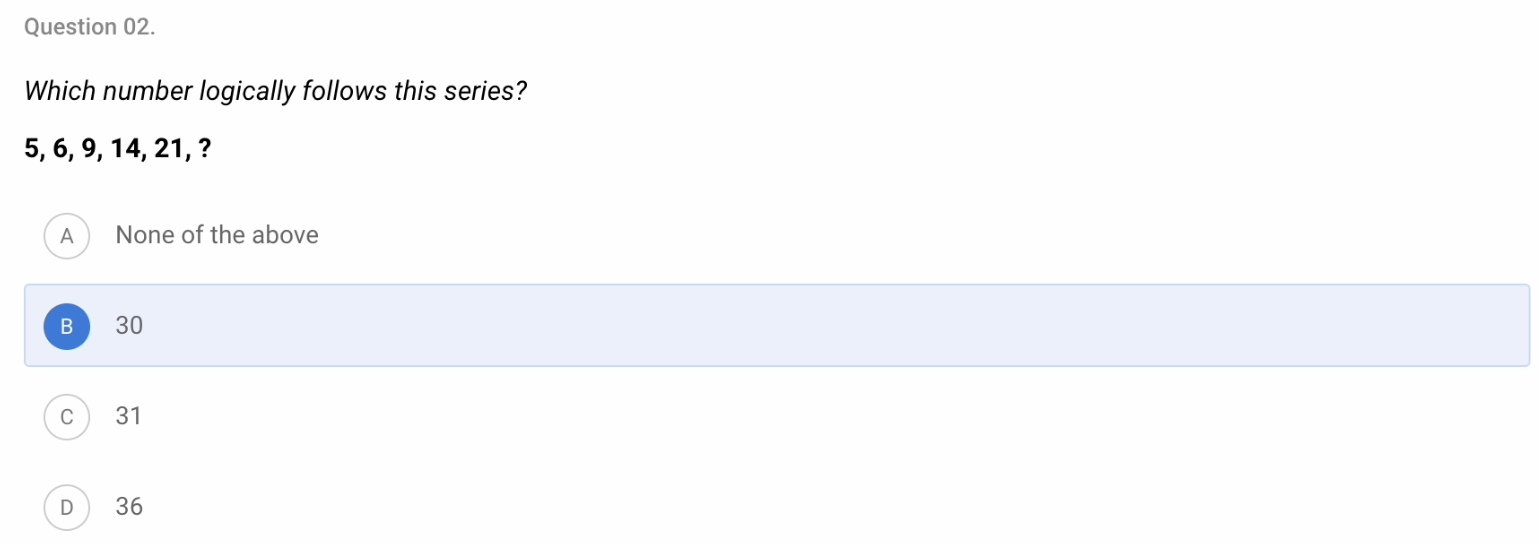 Question 02.
Which number logically follows this series?
5, 6, 9, 14, 21, ?
A None of the above
B 30
C 31
D 36